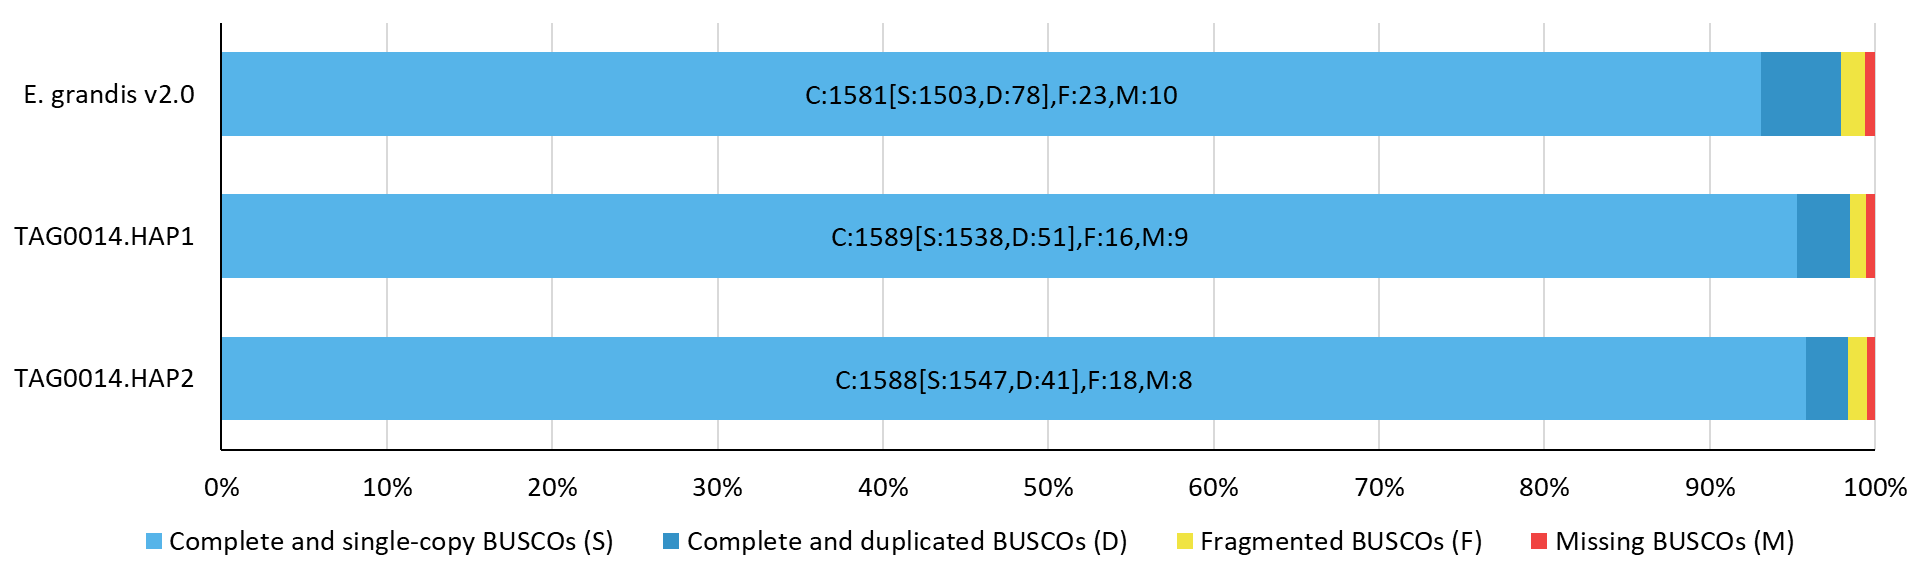 E. grandis v2.0
C:1581[S:1503,D:78],F:23,M:10
TAG0014.HAP1
C:1589[S:1538,D:51],F:16,M:9
TAG0014.HAP2
C:1588[S:1547,D:41],F:18,M:8
0% 10% 20% 30% 40% 50% 60% 70% 80% 90% 100%
Complete and single-copy BUSCOs (S) Complete and duplicated BUSCOs (D) Fragmented BUSCOs (F) Missing BUSCOs (M)